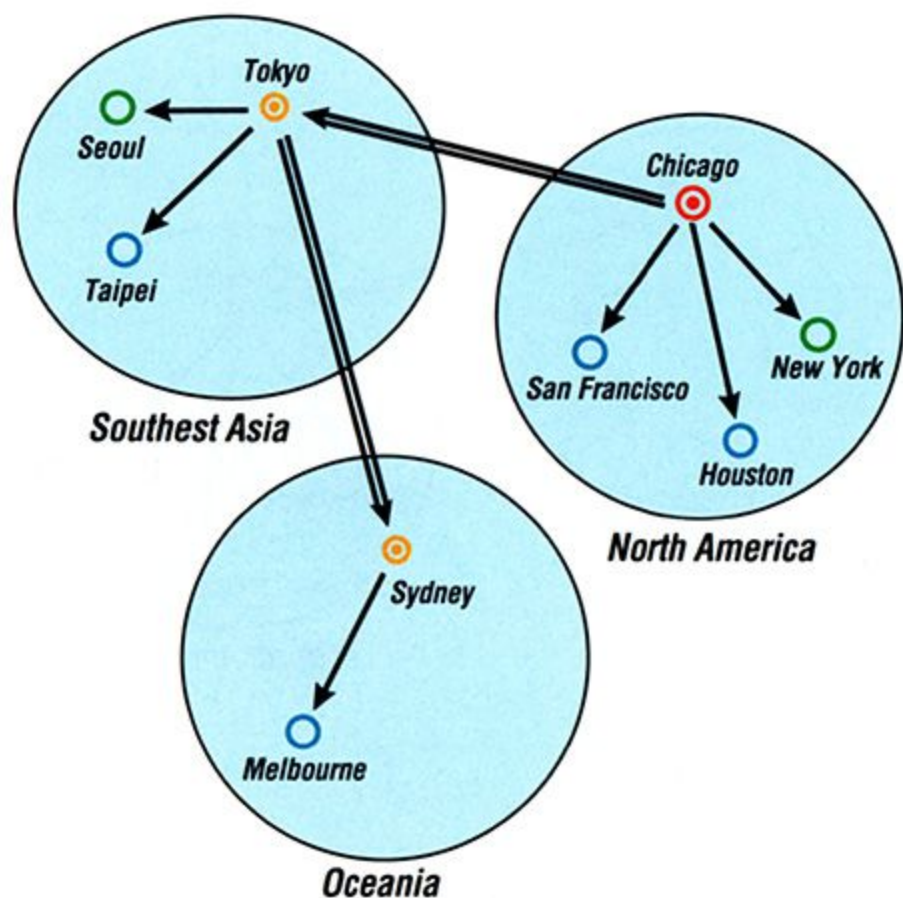 Tokyo
Seoul
Chicago
Taipei
New York
San Francisco
Southest Asia
Houston
North America
Sydney
Melbourne
Oceania